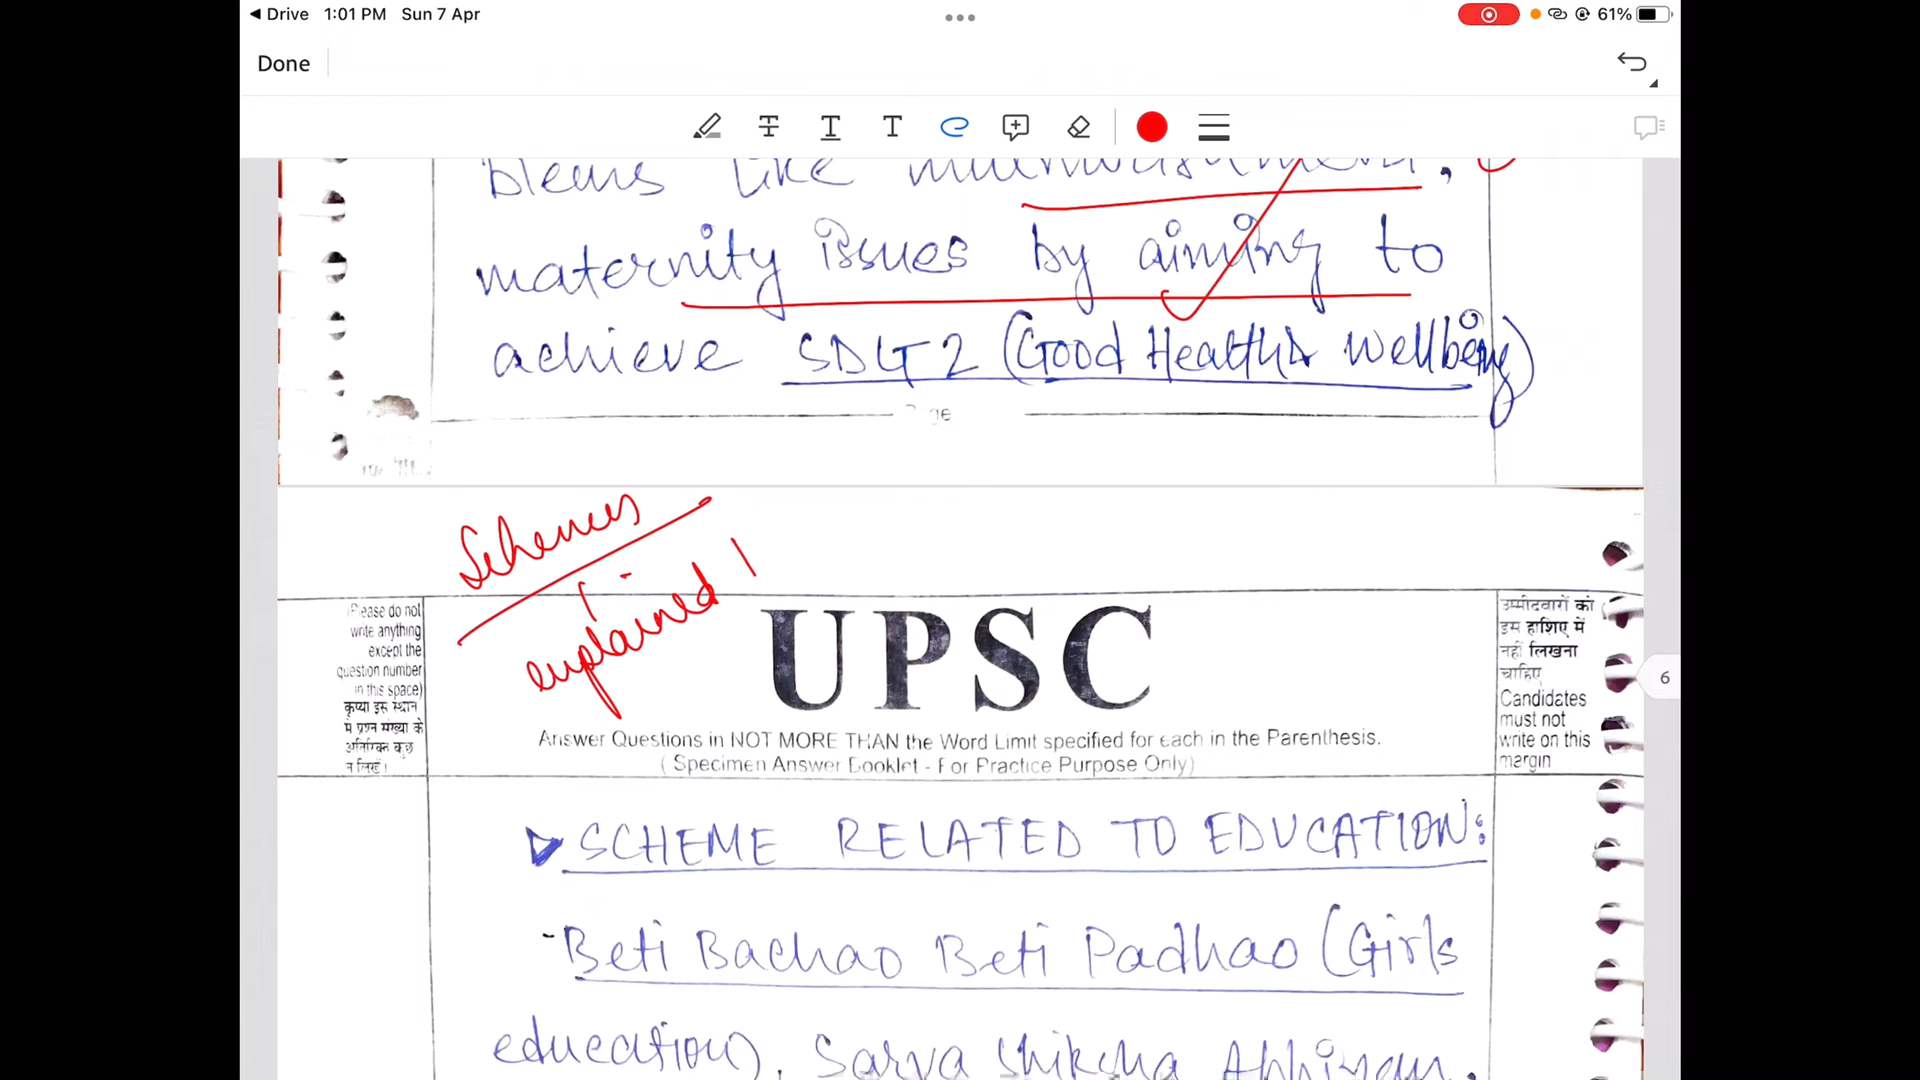 Drive 1:01 PM Sun 7 Apr
61%
Done
blems like malnourishment,
maternity issues by aiming to
achieve SDG 2 (Good Health & Wellbeing)
Schemes
explained!
(Please do not
write anything
except the
question number
in this space)
कृप्या इस स्थान
में प्रश्न संख्या के
अतिरिक्त कुछ
न लिखें।
UPSC
Answer Questions in NOT MORE THAN the Word Limit specified for each in the Parenthesis.
(Specimen Answer Booklet - For Practice Purpose Only)
उम्मीदवारों को
इस हाशिए में
नहीं लिखना
चाहिए
Candidates
must not
write on this
margin
6
SCHEME RELATED TO EDUCATION:
- Beti Bachao Beti Padhao (Girls
education), Sarva Shiksha Abhiyan,